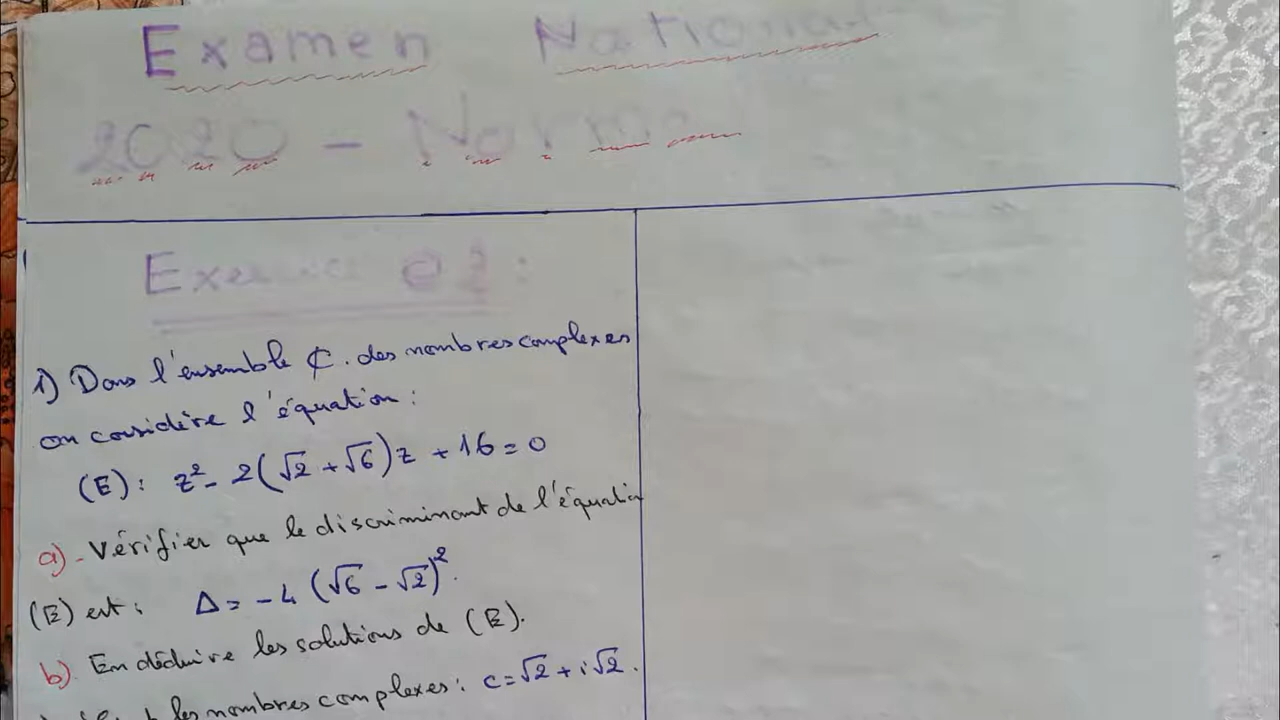 Examen National
2020 - Normal
1) Dans l'ensemble ℂ. des nombres complexes
on considère l'équation :
(E) : z² - 2(√2 + √6)z + 16 = 0
a) - Vérifier que le discriminant de l'équation
(E) est : Δ = -4 (√6 - √2)².
b) En déduire les solutions de (E).
les nombres complexes : c = √2 + i√2.